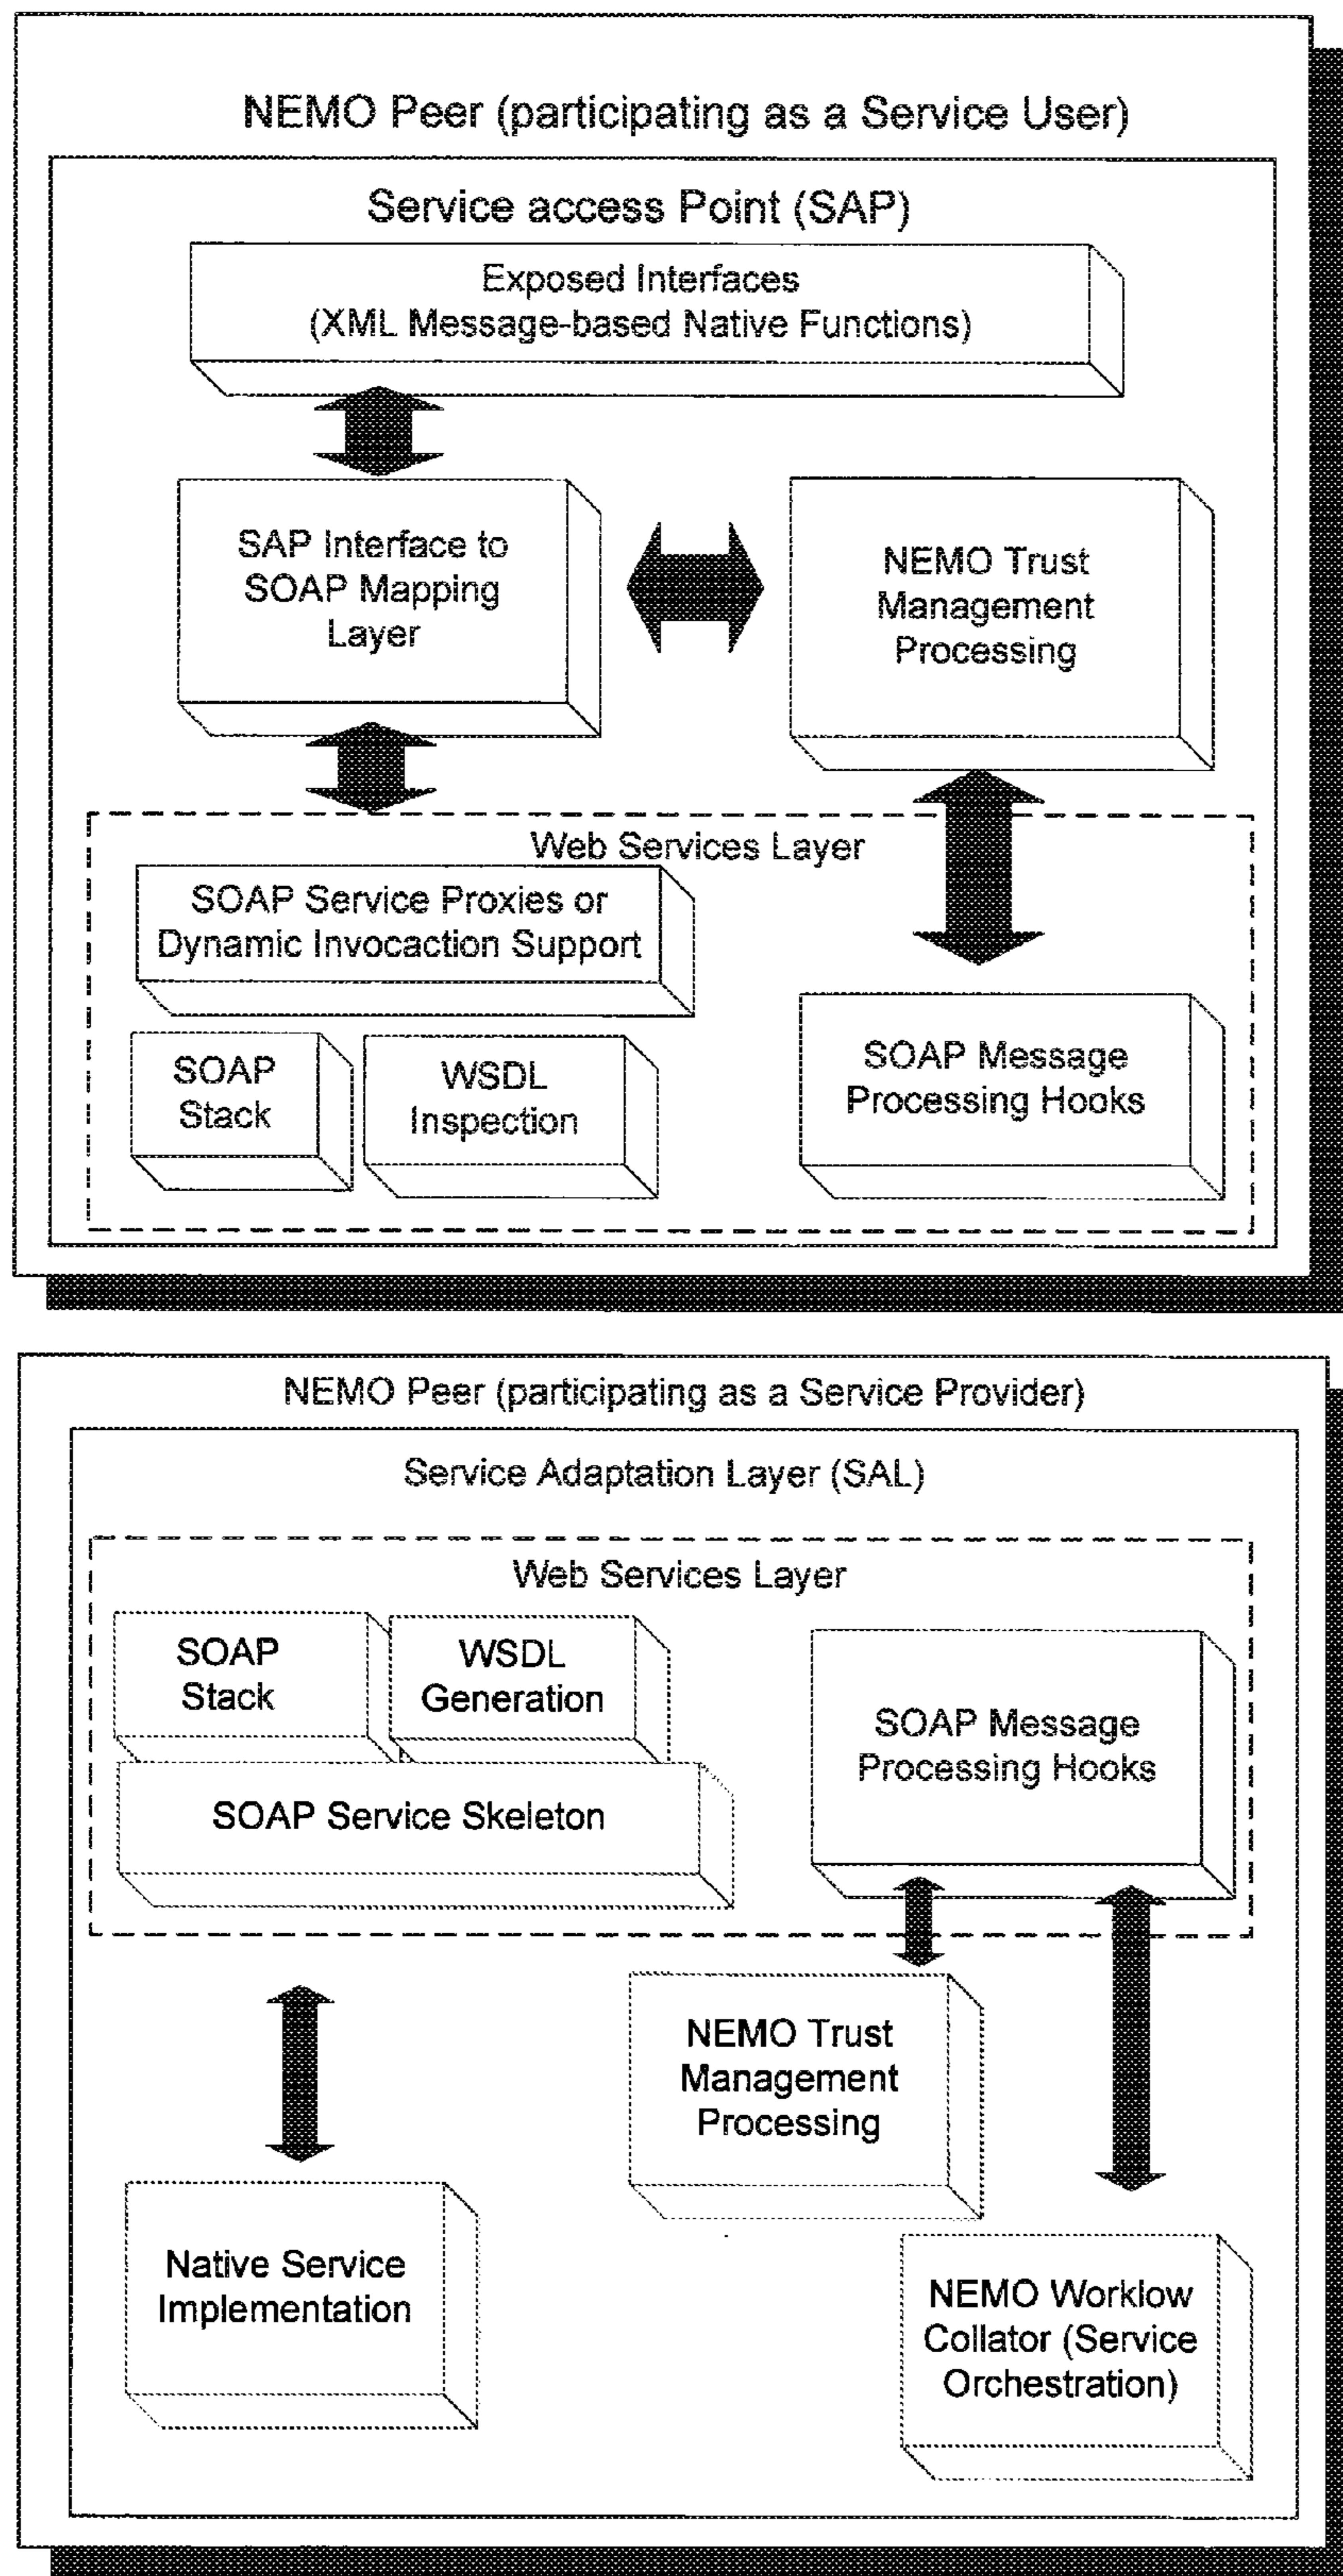 NEMO Peer (participating as a Service User)
Service access Point (SAP)
Exposed Interfaces
(XML Message-based Native Functions)
SAP Interface to
SOAP Mapping
Layer
NEMO Trust
Management
Processing
Web Services Layer
SOAP Service Proxies or
Dynamic Invocaction Support
SOAP
Stack
WSDL
Inspection
SOAP Message
Processing Hooks
NEMO Peer (participating as a Service Provider)
Service Adaptation Layer (SAL)
Web Services Layer
SOAP
Stack
WSDL
Generation
SOAP Message
Processing Hooks
SOAP Service Skeleton
NEMO Trust
Management
Processing
Native Service
Implementation
NEMO Worklow
Collator (Service
Orchestration)